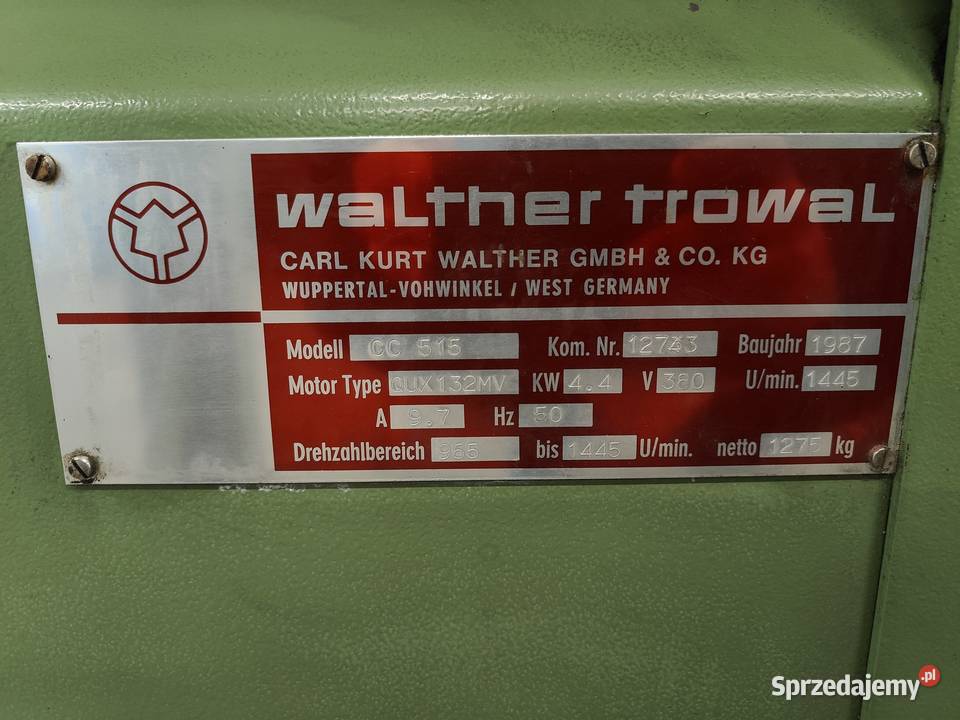 walther trowal
CARL KURT WALTHER GMBH & CO. KG
WUPPERTAL-VOHWINKEL / WEST GERMANY
Modell CC 515 Kom. Nr. 12743 Baujahr 1987
Motor Type QUX132MV KW 4.4 V 380 U/min. 1445
A 9.7 Hz 50
Drehzahlbereich 965 bis 1445 U/min. netto 1275 kg
Sprzedajemy.pl